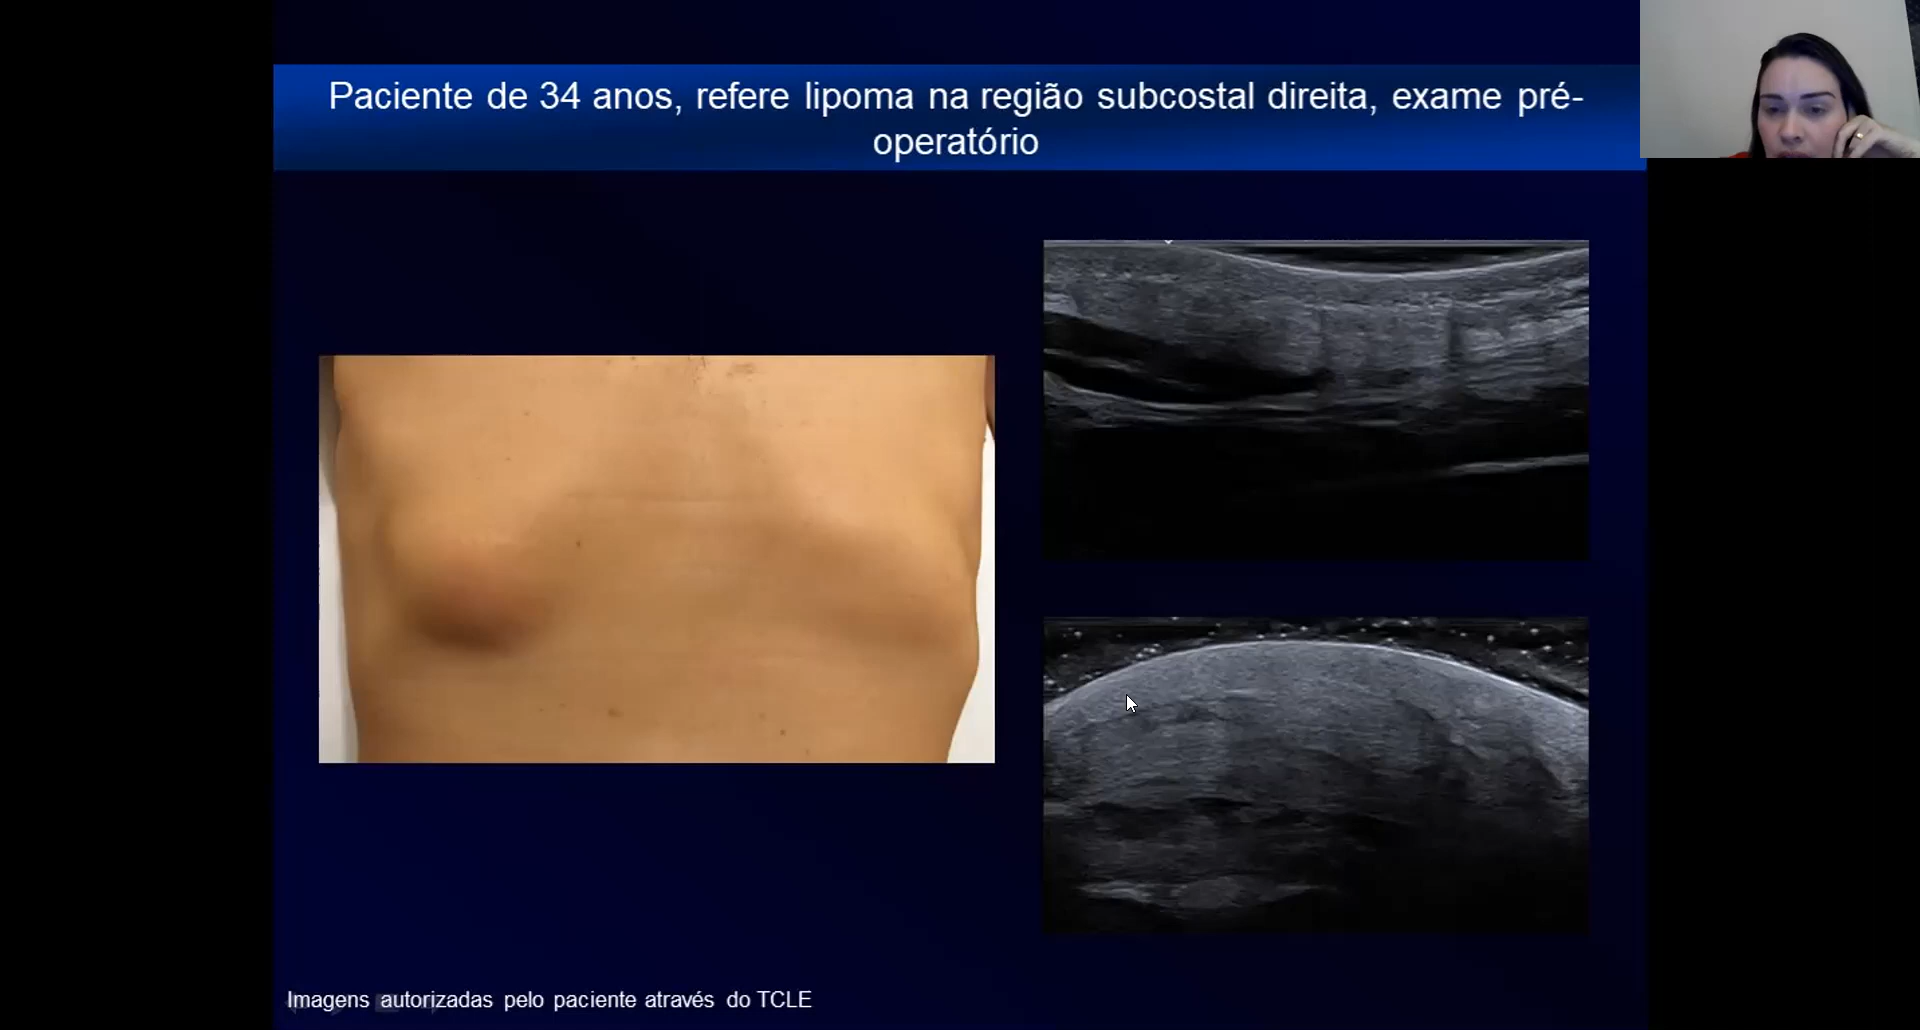 Paciente de 34 anos, refere lipoma na região subcostal direita, exame pré-
operatório
Imagens autorizadas pelo paciente através do TCLE